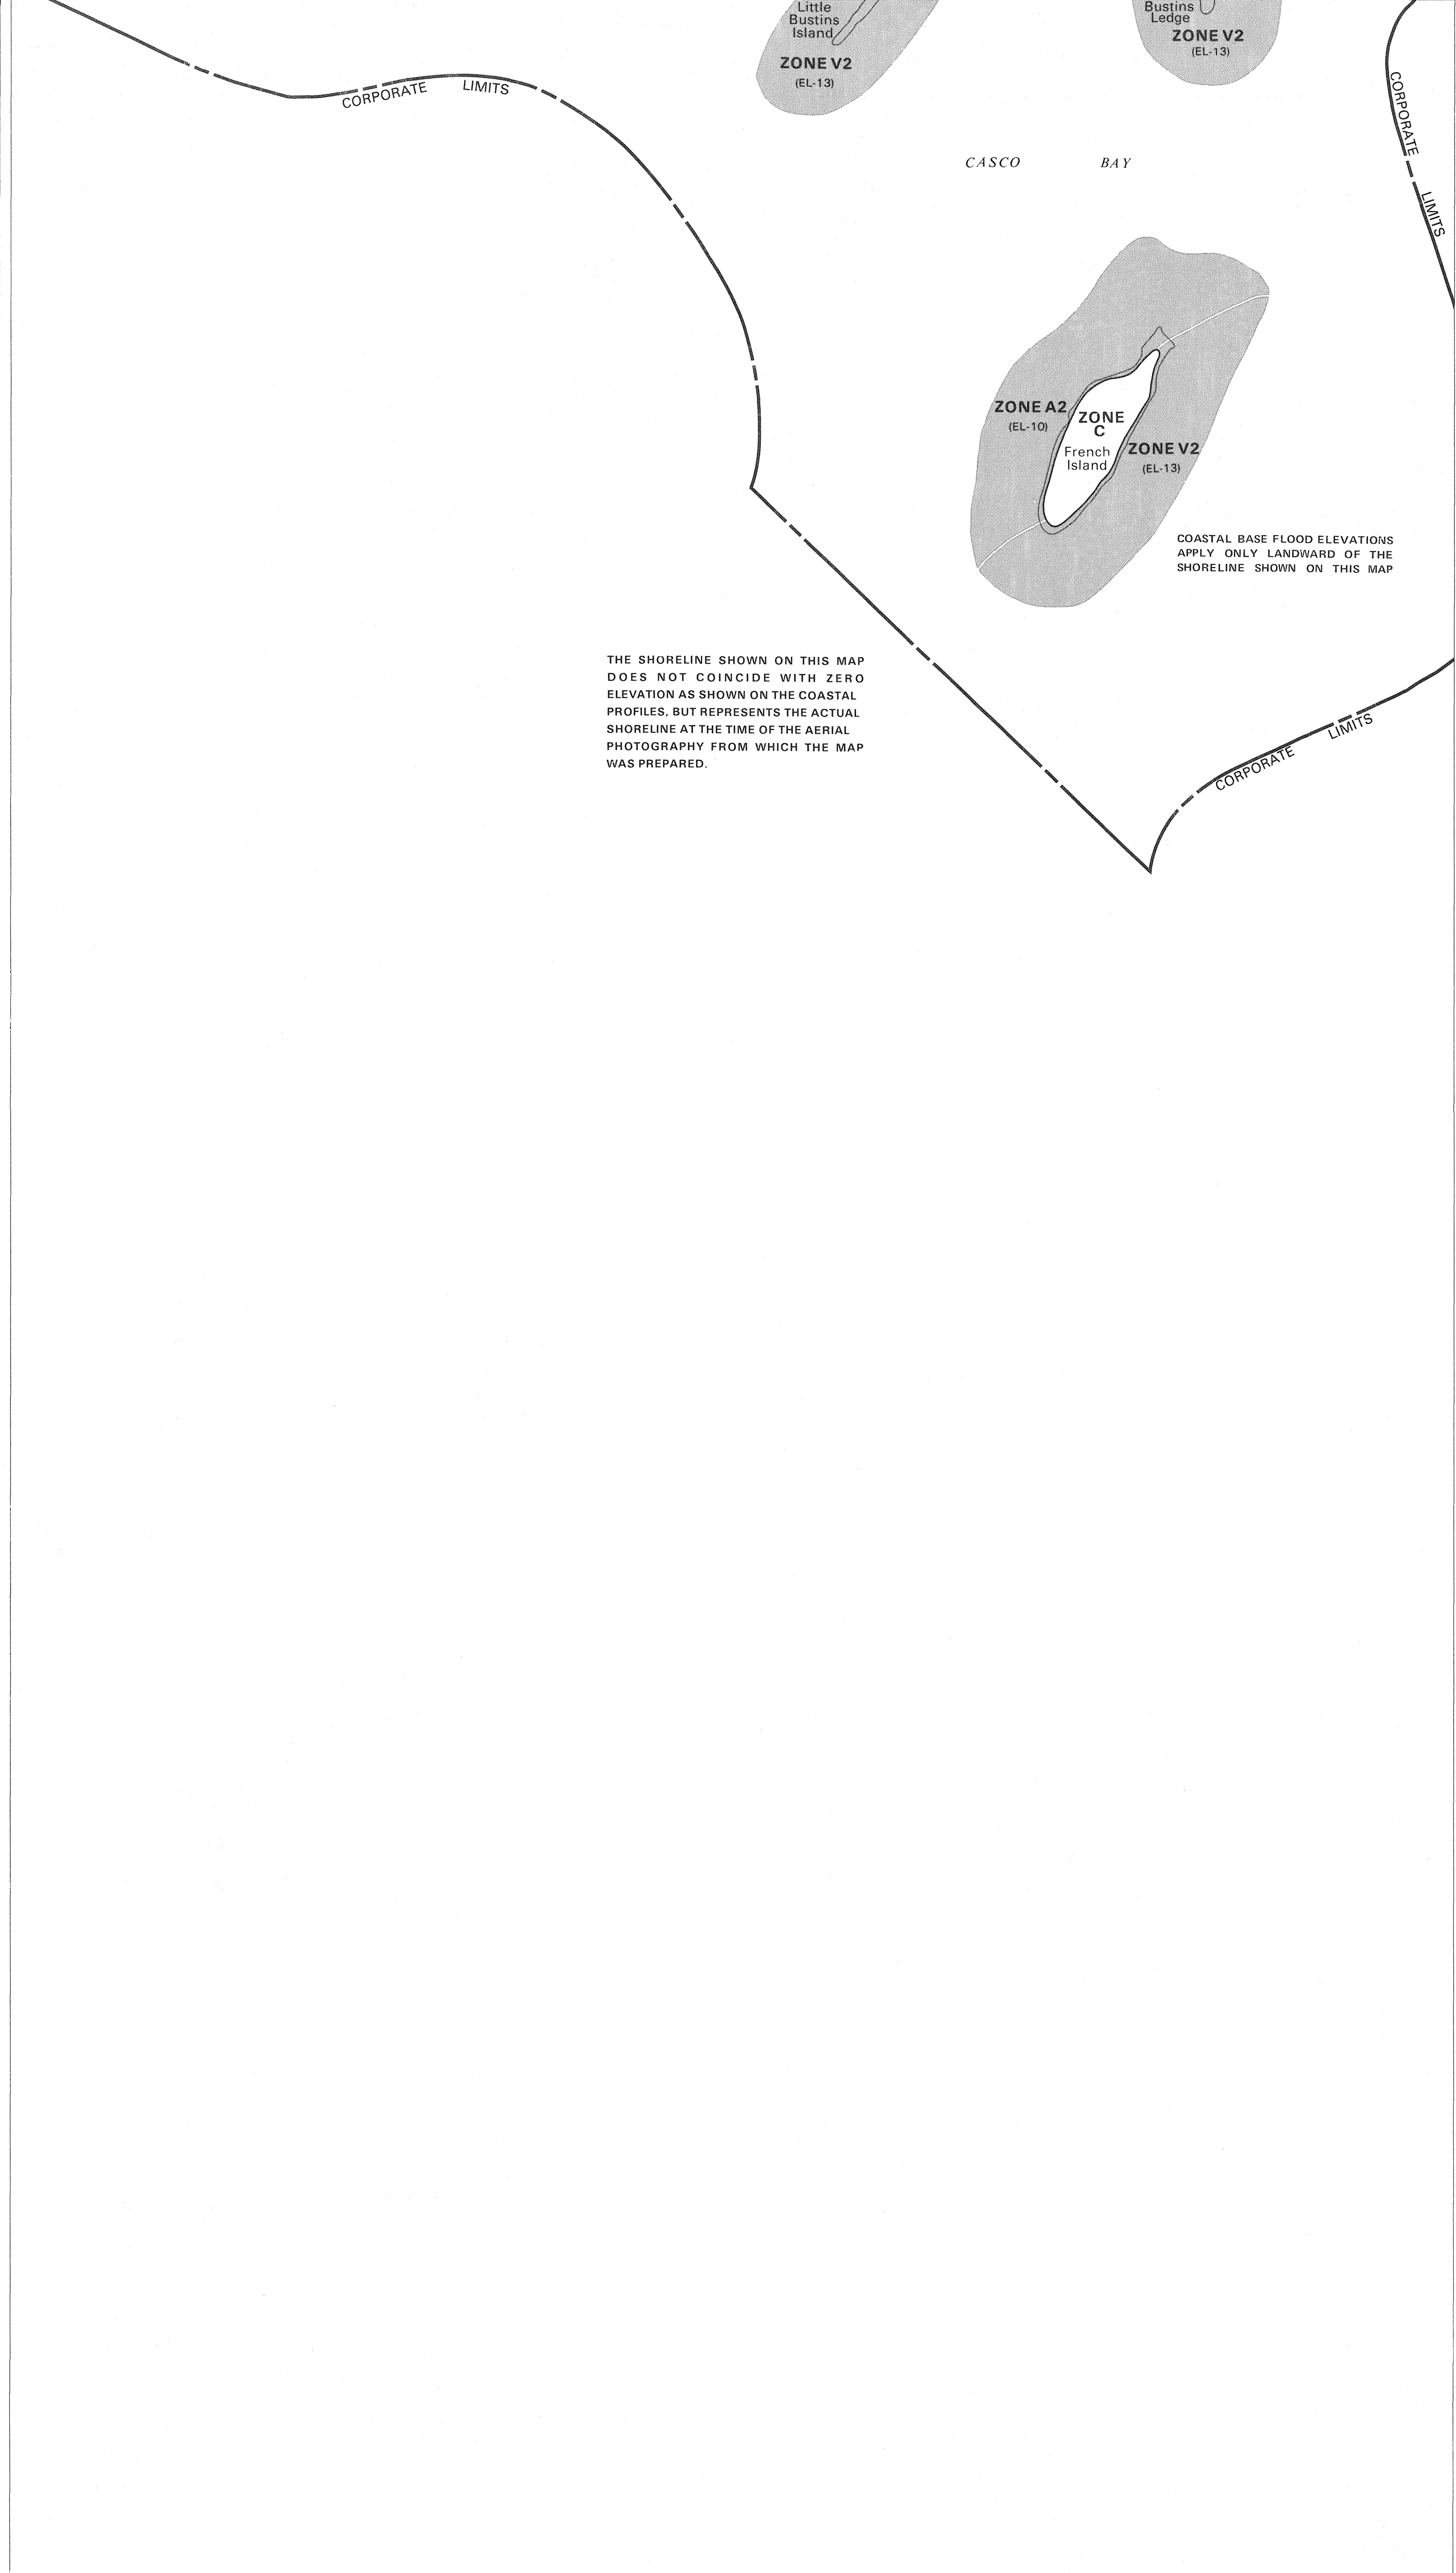 Little
Bustins
Island
ZONE V2
(EL-13)
Bustins
Ledge
ZONE V2
(EL-13)
CORPORATE LIMITS
CORPORATE LIMITS
CASCO BAY
ZONE A2
(EL-10)
ZONE
C
French
Island
ZONE V2
(EL-13)
COASTAL BASE FLOOD ELEVATIONS
APPLY ONLY LANDWARD OF THE
SHORELINE SHOWN ON THIS MAP
THE SHORELINE SHOWN ON THIS MAP
DOES NOT COINCIDE WITH ZERO
ELEVATION AS SHOWN ON THE COASTAL
PROFILES, BUT REPRESENTS THE ACTUAL
SHORELINE AT THE TIME OF THE AERIAL
PHOTOGRAPHY FROM WHICH THE MAP
WAS PREPARED.
CORPORATE LIMITS